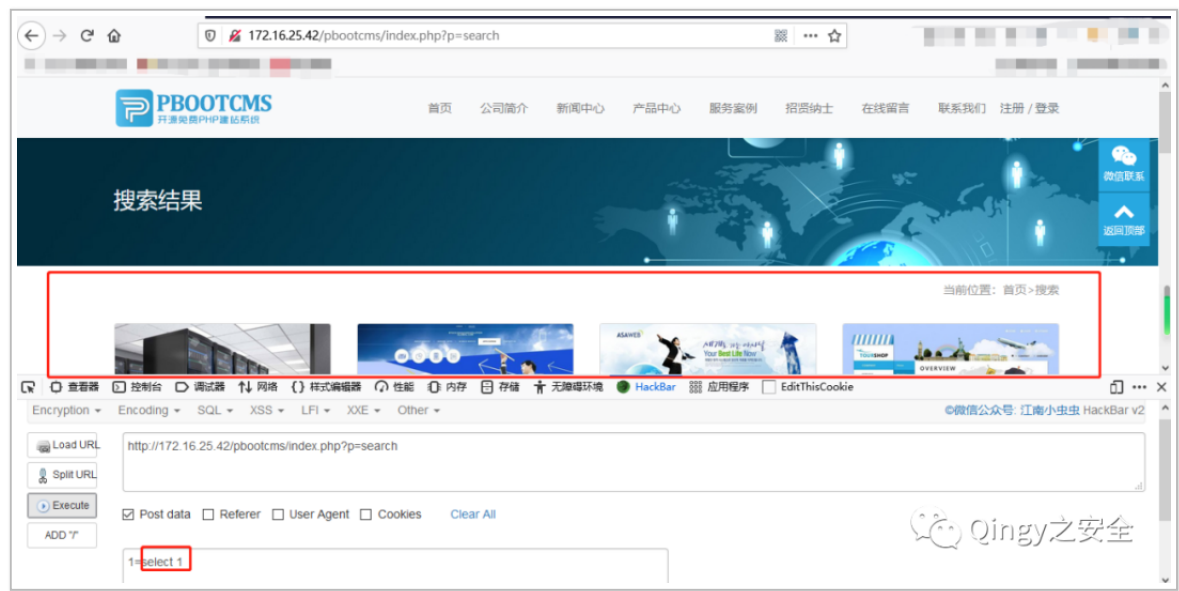 172.16.25.42/pbootcms/index.php?p=search
PBOOTCMS
开源免费PHP建站系统
首页 公司简介 新闻中心 产品中心 服务案例 招贤纳士 在线留言 联系我们 注册 / 登录
微信联系
搜索结果
返回顶部
当前位置：首页>搜索
ASAWEB
Your Best Life Now
TOURSHOP
OVERVIEW
查看器 控制台 调试器 网络 样式编辑器 性能 内存 存储 无障碍环境 HackBar 应用程序 EditThisCookie
Encryption Encoding SQL XSS LFI XXE Other ©微信公众号: 江南小虫虫 HackBar v2
Load URL http://172.16.25.42/pbootcms/index.php?p=search
Split URL
Execute Post data Referer User Agent Cookies Clear All
ADD "/"
Qingy之安全
1=select 1